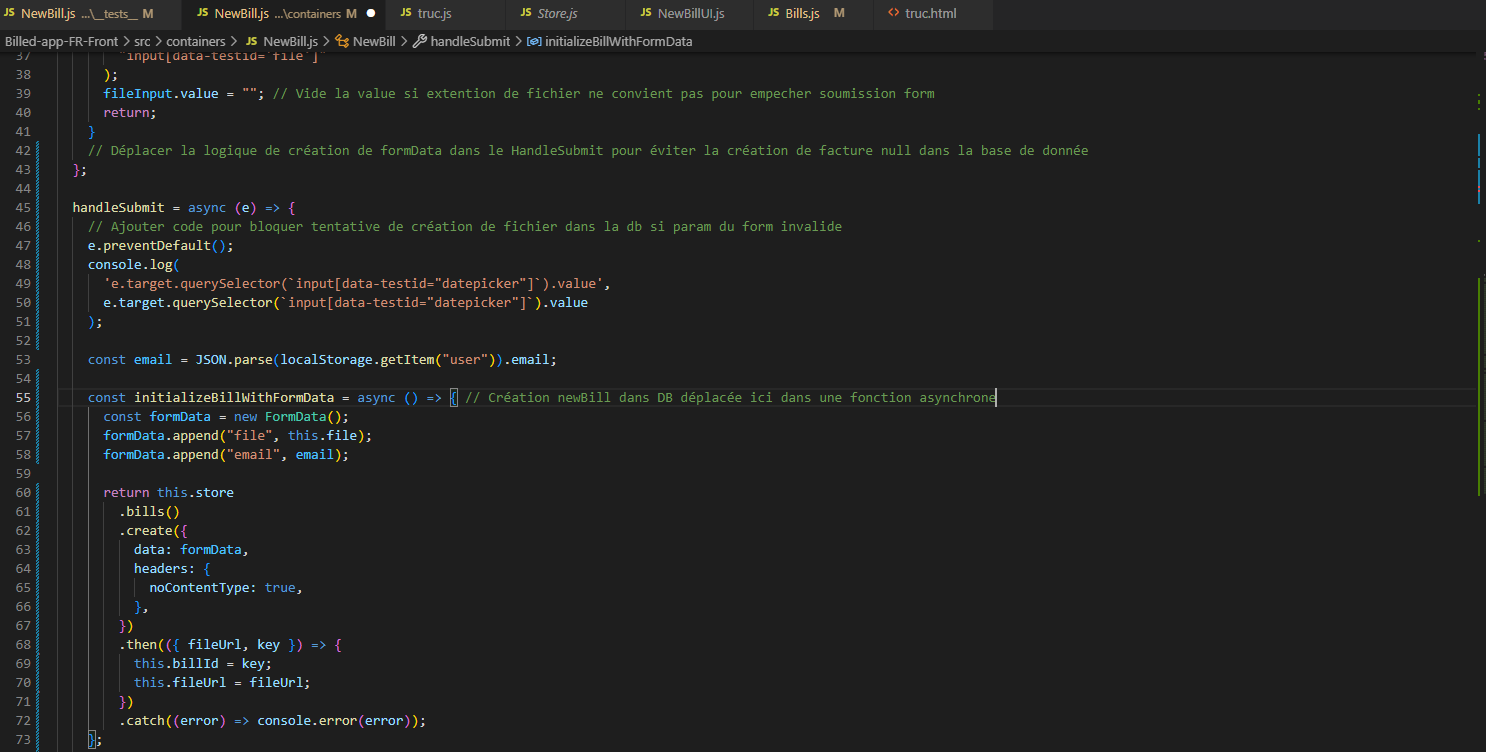 JS NewBill.js ...\__tests__ M JS NewBill.js ...\containers M JS truc.js JS Store.js JS NewBillUI.js JS Bills.js M <> truc.html
Billed-app-FR-Front > src > containers > JS NewBill.js > NewBill > handleSubmit > initializeBillWithFormData
37 `input[data-testid="file"]`
38 );
39 fileInput.value = ""; // Vide la value si extention de fichier ne convient pas pour empecher soumission form
40 return;
41 }
42 // Déplacer la logique de création de formData dans le HandleSubmit pour éviter la création de facture null dans la base de donnée
43 };
44
45 handleSubmit = async (e) => {
46 // Ajouter code pour bloquer tentative de création de fichier dans la db si param du form invalide
47 e.preventDefault();
48 console.log(
49 'e.target.querySelector(`input[data-testid="datepicker"]`).value',
50 e.target.querySelector(`input[data-testid="datepicker"]`).value
51 );
52
53 const email = JSON.parse(localStorage.getItem("user")).email;
54
55 const initializeBillWithFormData = async () => { // Création newBill dans DB déplacée ici dans une fonction asynchrone
56 const formData = new FormData();
57 formData.append("file", this.file);
58 formData.append("email", email);
59
60 return this.store
61 .bills()
62 .create({
63 data: formData,
64 headers: {
65 noContentType: true,
66 },
67 })
68 .then(({ fileUrl, key }) => {
69 this.billId = key;
70 this.fileUrl = fileUrl;
71 })
72 .catch((error) => console.error(error));
73 };